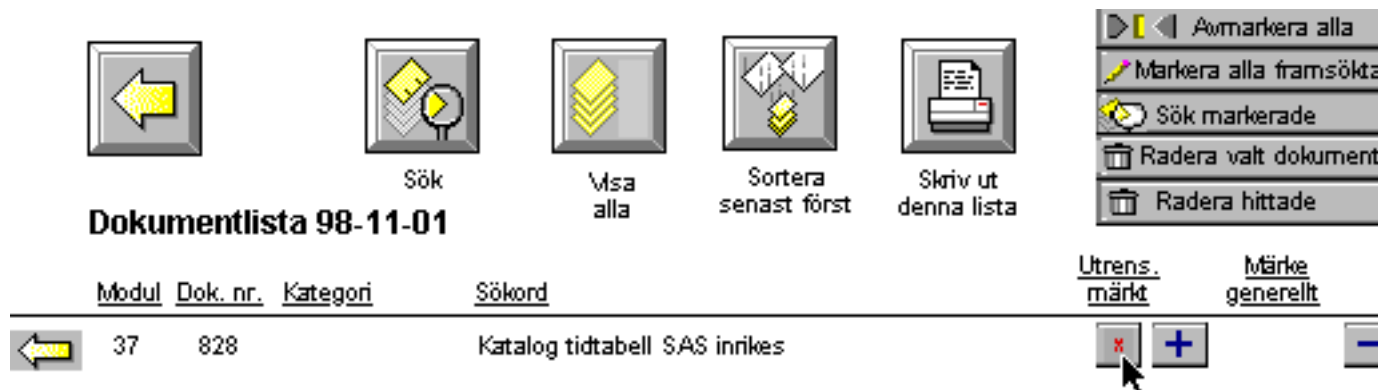 Avmarkera alla
Markera alla framsökta
Sök markerade
Radera valt dokument
Radera hittade
Sök
Visa
alla
Sortera
senast först
Skriv ut
denna lista
Dokumentlista 98-11-01
Modul Dok. nr. Kategori Sökord Utrens. märkt Märke generellt
37 828 Katalog tidtabell SAS inrikes x +